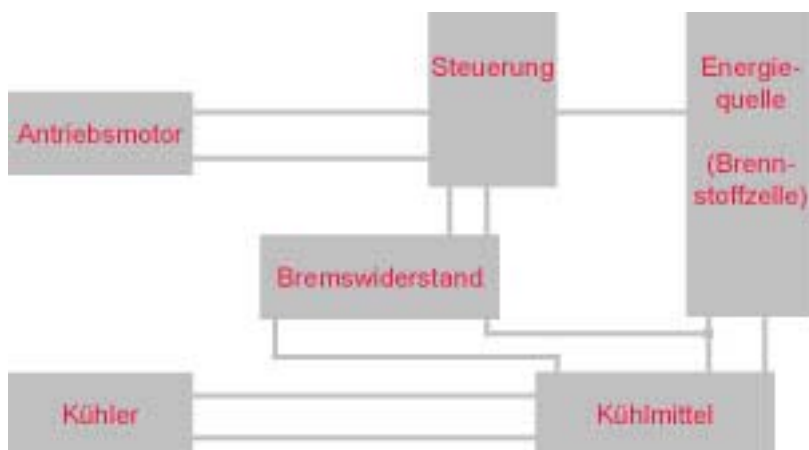 Steuerung
Energie-
quelle
(Brenn-
stoffzelle)
Antriebsmotor
Bremswiderstand
Kühler
Kühlmittel